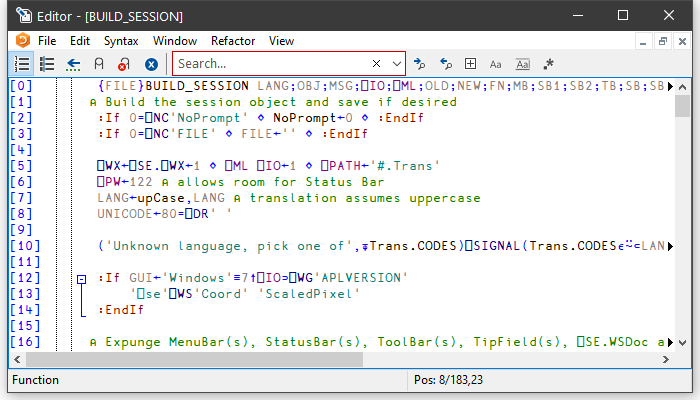 Editor - [BUILD_SESSION]
File Edit Syntax Window Refactor View
Search...
[0] {FILE}BUILD_SESSION LANG;OBJ;MSG;⎕IO;⎕ML;OLD;NEW;FN;MB;SB1;SB2;TB;SB;SB
[1] ⍝ Build the session object and save if desired
[2] :If 0=⎕NC'NoPrompt' ⋄ NoPrompt←0 ⋄ :EndIf
[3] :If 0=⎕NC'FILE' ⋄ FILE←'' ⋄ :EndIf
[4]
[5] ⎕WX←⎕SE.⎕WX←1 ⋄ ⎕ML ⎕IO←1 ⋄ ⎕PATH←'#.Trans'
[6] ⎕PW←122 ⍝ allows room for Status Bar
[7] LANG←upCase,LANG ⍝ translation assumes uppercase
[8] UNICODE←80=⎕DR' '
[9]
[10] ('Unknown language, pick one of',⍕Trans.CODES)⎕SIGNAL(Trans.CODES∊⍨⊂LAN
[11]
[12] :If GUI←'Windows'≡7↑⎕IO⊃⎕WG'APLVERSION'
[13] '⎕se'⎕WS'Coord' 'ScaledPixel'
[14] :EndIf
[15]
[16] ⍝ Expunge MenuBar(s), StatusBar(s), ToolBar(s), TipField(s), ⎕SE.WSDoc a
Function Pos: 8/183,23